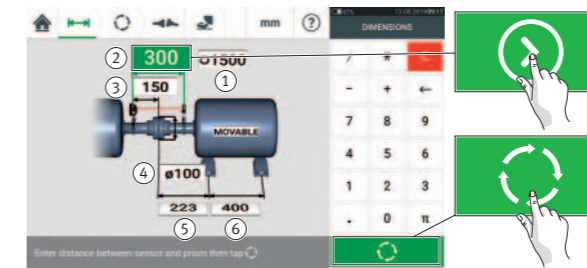 mm ?
DIMENSIONS
② 300 ʊ1500
③ 150 ①
MOVABLE
④ ø100
223 400
⑤ ⑥
/ * C
- + ←
7 8 9
4 5 6
1 2 3
. 0 π
Enter distance between sensor and prism then tap